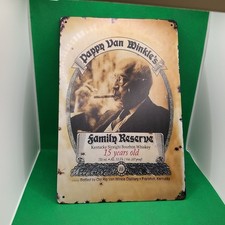 Pappy Van Winkle's
Family Reserve
Kentucky Straight Bourbon Whiskey
15 years old